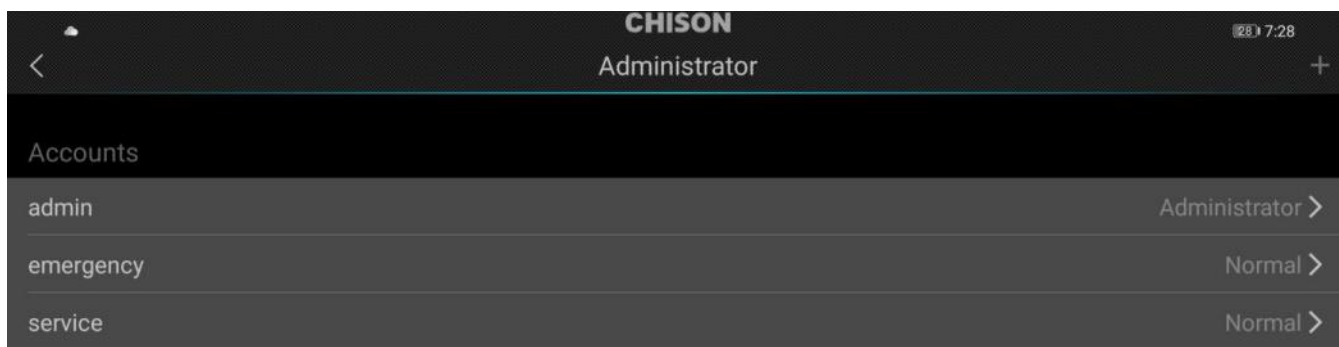 CHISON
28 7:28
Administrator
Accounts
admin Administrator
emergency Normal
service Normal